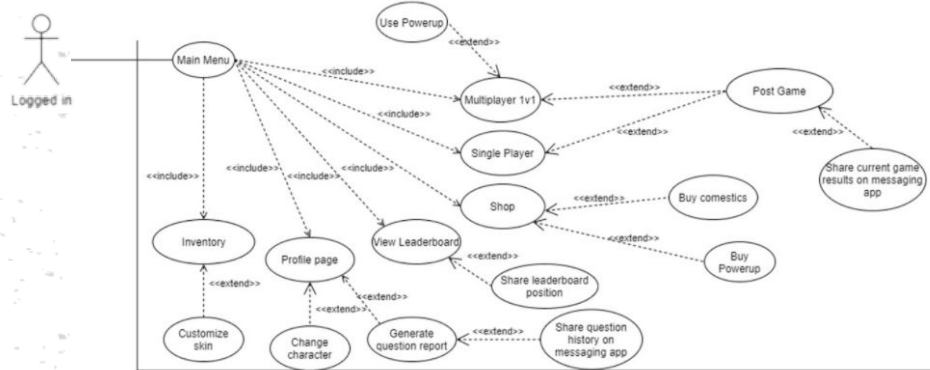 Use Powerup
<<extend>>
Main Menu
Logged in
<<include>>
Multiplayer 1v1
<<extend>>
Post Game
<<include>>
<<extend>>
<<extend>>
Single Player
Share current game
results on messaging
app
<<include>>
<<include>>
<<include>>
<<include>>
Shop
<<extend>>
Buy comestics
Inventory
Profile page
View Leaderboard
<<extend>>
<<extend>>
Buy
Powerup
Share leaderboard
position
<<extend>>
<<extend>>
<<extend>>
Customize
skin
Change
character
Generate
question report
<<extend>>
Share question
history on
messaging app